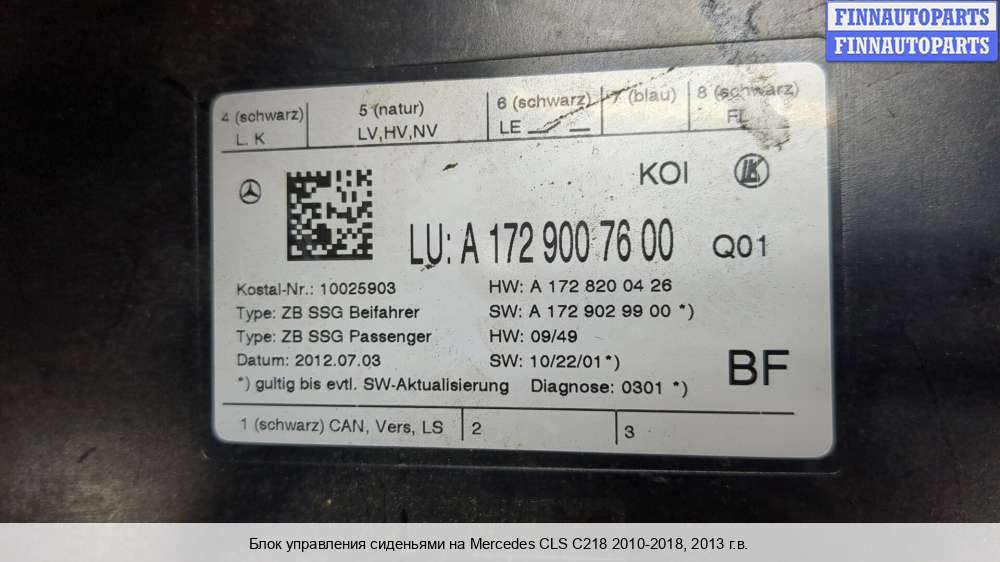 FINNAUTOPARTS
FINNAUTOPARTS
4 (schwarz) 5 (natur) 6 (schwarz) 7 (blau) 8 (schwarz)
L. K LV,HV,NV LE FL
KOI
LU: A 172 900 76 00 Q01
Kostal-Nr.: 10025903 HW: A 172 820 04 26
Type: ZB SSG Beifahrer SW: A 172 902 99 00 *)
Type: ZB SSG Passenger HW: 09/49
Datum: 2012.07.03 SW: 10/22/01*)
BF
*) gultig bis evtl. SW-Aktualisierung Diagnose: 0301 *)
1 (schwarz) CAN, Vers, LS 2 3
Блок управления сиденьями на Mercedes CLS C218 2010-2018, 2013 г.в.